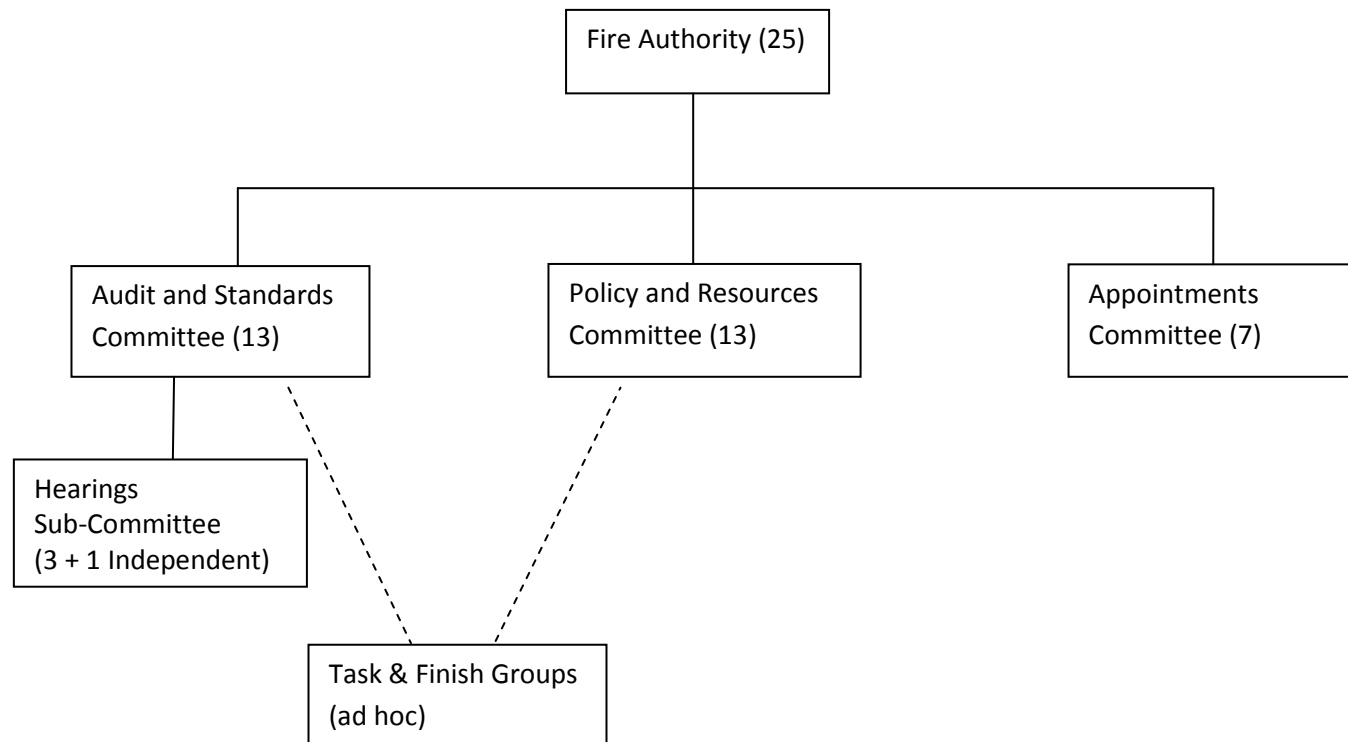 Fire Authority (25)
Audit and Standards
Committee (13)
Policy and Resources
Committee (13)
Appointments
Committee (7)
Hearings
Sub-Committee
(3 + 1 Independent)
Task & Finish Groups
(ad hoc)